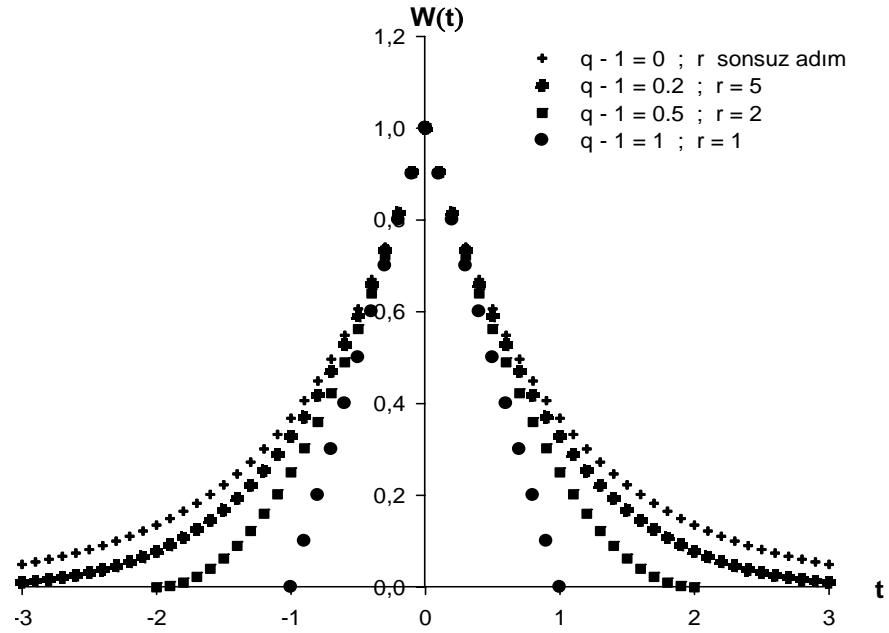 W(t)
1,2
q - 1 = 0 ; r sonsuz adım
q - 1 = 0.2 ; r = 5
q - 1 = 0.5 ; r = 2
q - 1 = 1 ; r = 1
1,0
0,8
0,6
0,4
0,2
0,0
-3 -2 -1 0 1 2 3 t